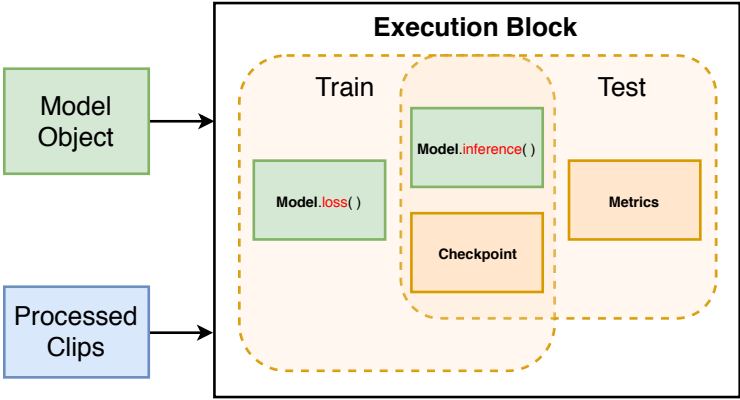 Execution Block
Train
Test
Model
Object
Model.inference( )
Model.loss( )
Metrics
Checkpoint
Processed
Clips